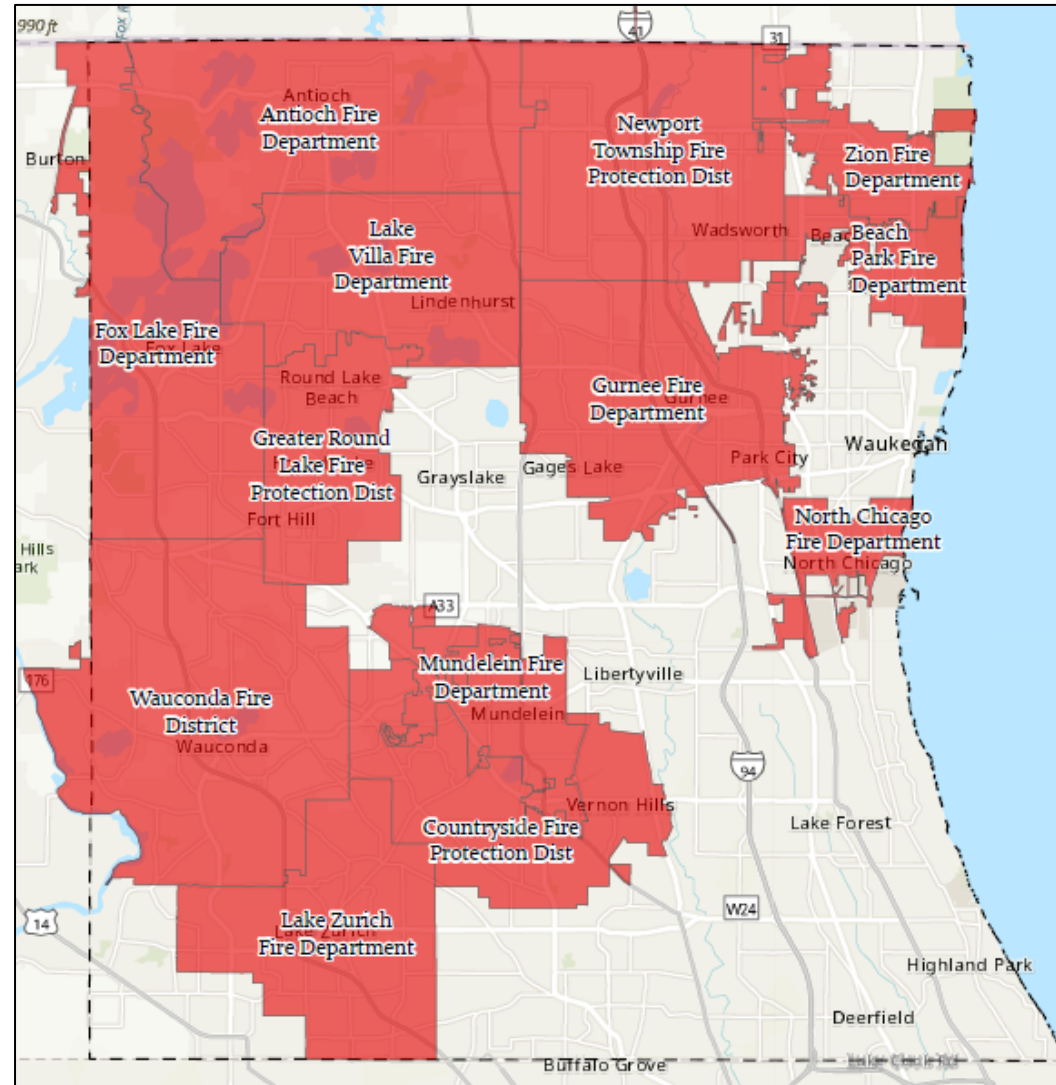 990 ft
41
31
Antioch
Antioch Fire
Department
Newport
Township Fire
Protection Dist
Burton
Zion Fire
Department
Wadsworth
Lake
Villa Fire
Department
Beach
Park Fire
Department
Lindenhurst
Fox Lake Fire
Department
Fox Lake
Round Lake
Beach
Gurnee Fire
Department
Gurnee
Greater Round
Lake Fire
Protection Dist
Grayslake
Gages Lake
Park City
Waukegan
Fort Hill
North Chicago
Fire Department
North Chicago
Hills
ark
A33
Mundelein Fire
Department
Mundelein
Libertyville
176
Wauconda Fire
District
Wauconda
94
Vernon Hills
Countryside Fire
Protection Dist
Lake Forest
14
W24
Lake Zurich
Fire Department
Lake Zurich
Highland Park
Deerfield
Buffalo Grove